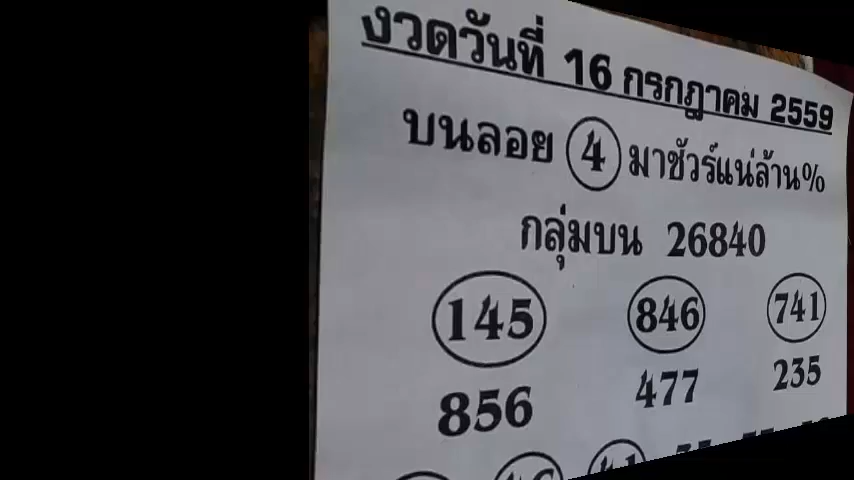 งวดวันที่ 16 กรกฎาคม 2559
บนลอย 4 มาชัวร์แน่ล้าน%
กลุ่มบน 26840
145 846 741
856 477 235